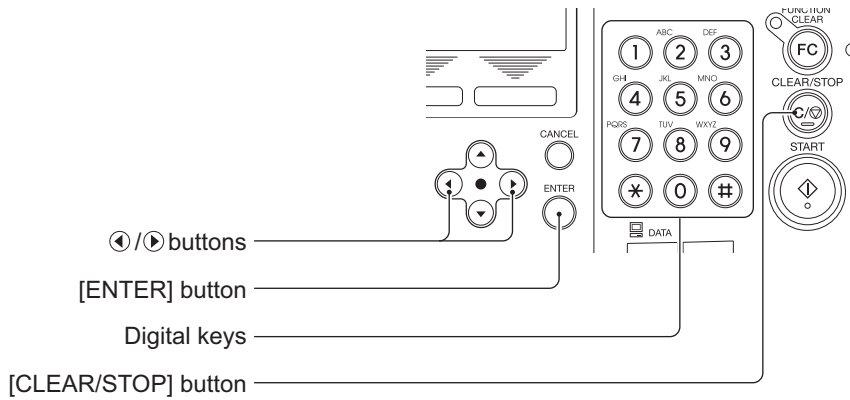 FUNCTION
CLEAR
FC
CLEAR/STOP
C/
START
ABC
DEF
1
2
3
GHI
JKL
MNO
4
5
6
PQRS
TUV
WXYZ
7
8
9
*
0
#
CANCEL
ENTER
DATA
/ buttons
[ENTER] button
Digital keys
[CLEAR/STOP] button